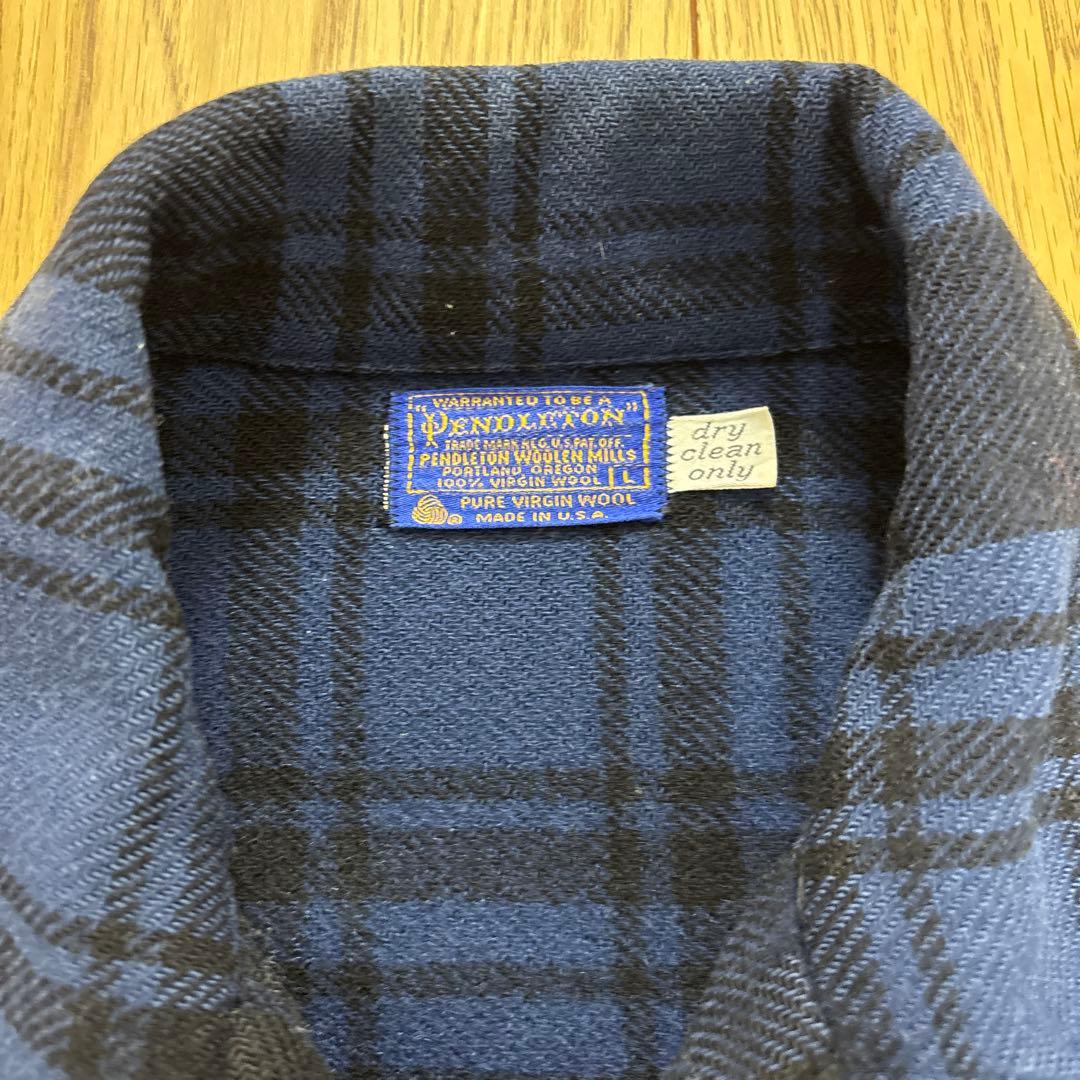 WARRANTED TO BE A
"PENDLETON"
TRADE MARK REG. U.S. PAT. OFF.
PENDLETON WOOLEN MILLS
PORTLAND, OREGON
100% VIRGIN WOOL L
PURE VIRGIN WOOL
MADE IN U.S.A.
dry
clean
only